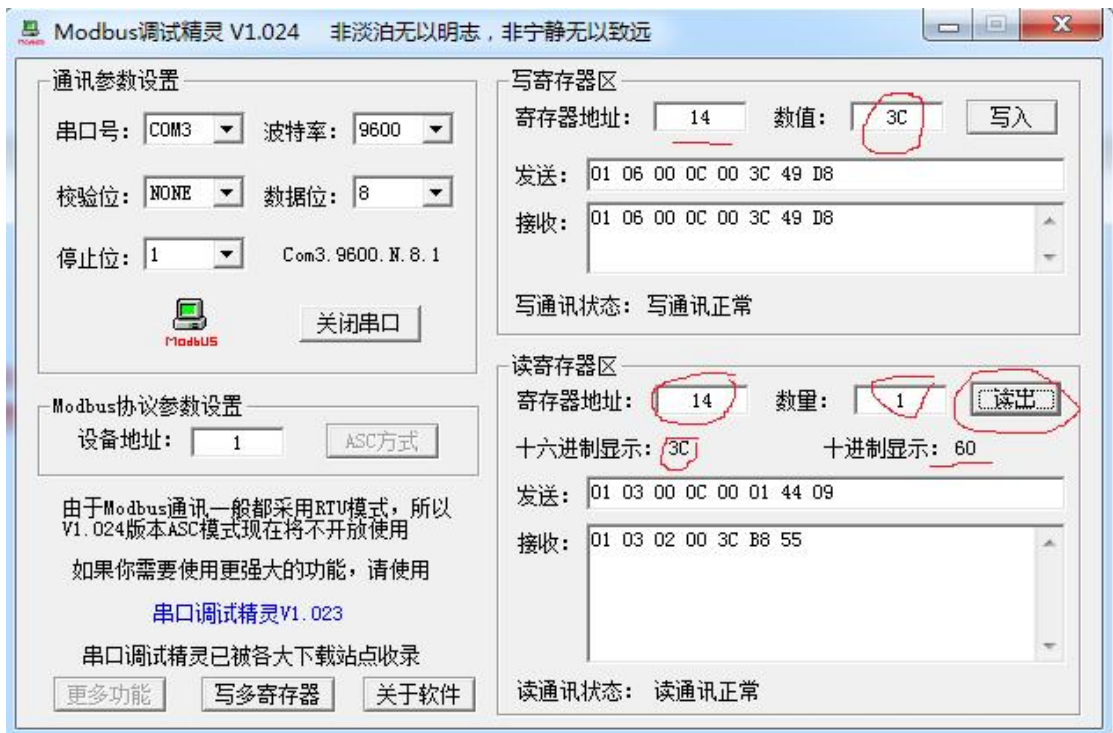 Modbus调试精灵 V1.024 非淡泊无以明志，非宁静无以致远
通讯参数设置
串口号： COM3 波特率： 9600
校验位： NONE 数据位： 8
停止位： 1 Com3.9600.N.8.1
ModbUS
关闭串口
Modbus协议参数设置
设备地址： 1 ASC方式
由于Modbus通讯一般都采用RTU模式，所以
V1.024版本ASC模式现在将不开放使用
如果你需要使用更强大的功能，请使用
串口调试精灵V1.023
串口调试精灵已被各大下载站点收录
更多功能 写多寄存器 关于软件
写寄存器区
寄存器地址： 14 数值： 3C 写入
发送： 01 06 00 0C 00 3C 49 D8
接收： 01 06 00 0C 00 3C 49 D8
写通讯状态： 写通讯正常
读寄存器区
寄存器地址： 14 数量： 1 读出
十六进制显示： 3C 十进制显示： 60
发送： 01 03 00 0C 00 01 44 09
接收： 01 03 02 00 3C B8 55
读通讯状态： 读通讯正常